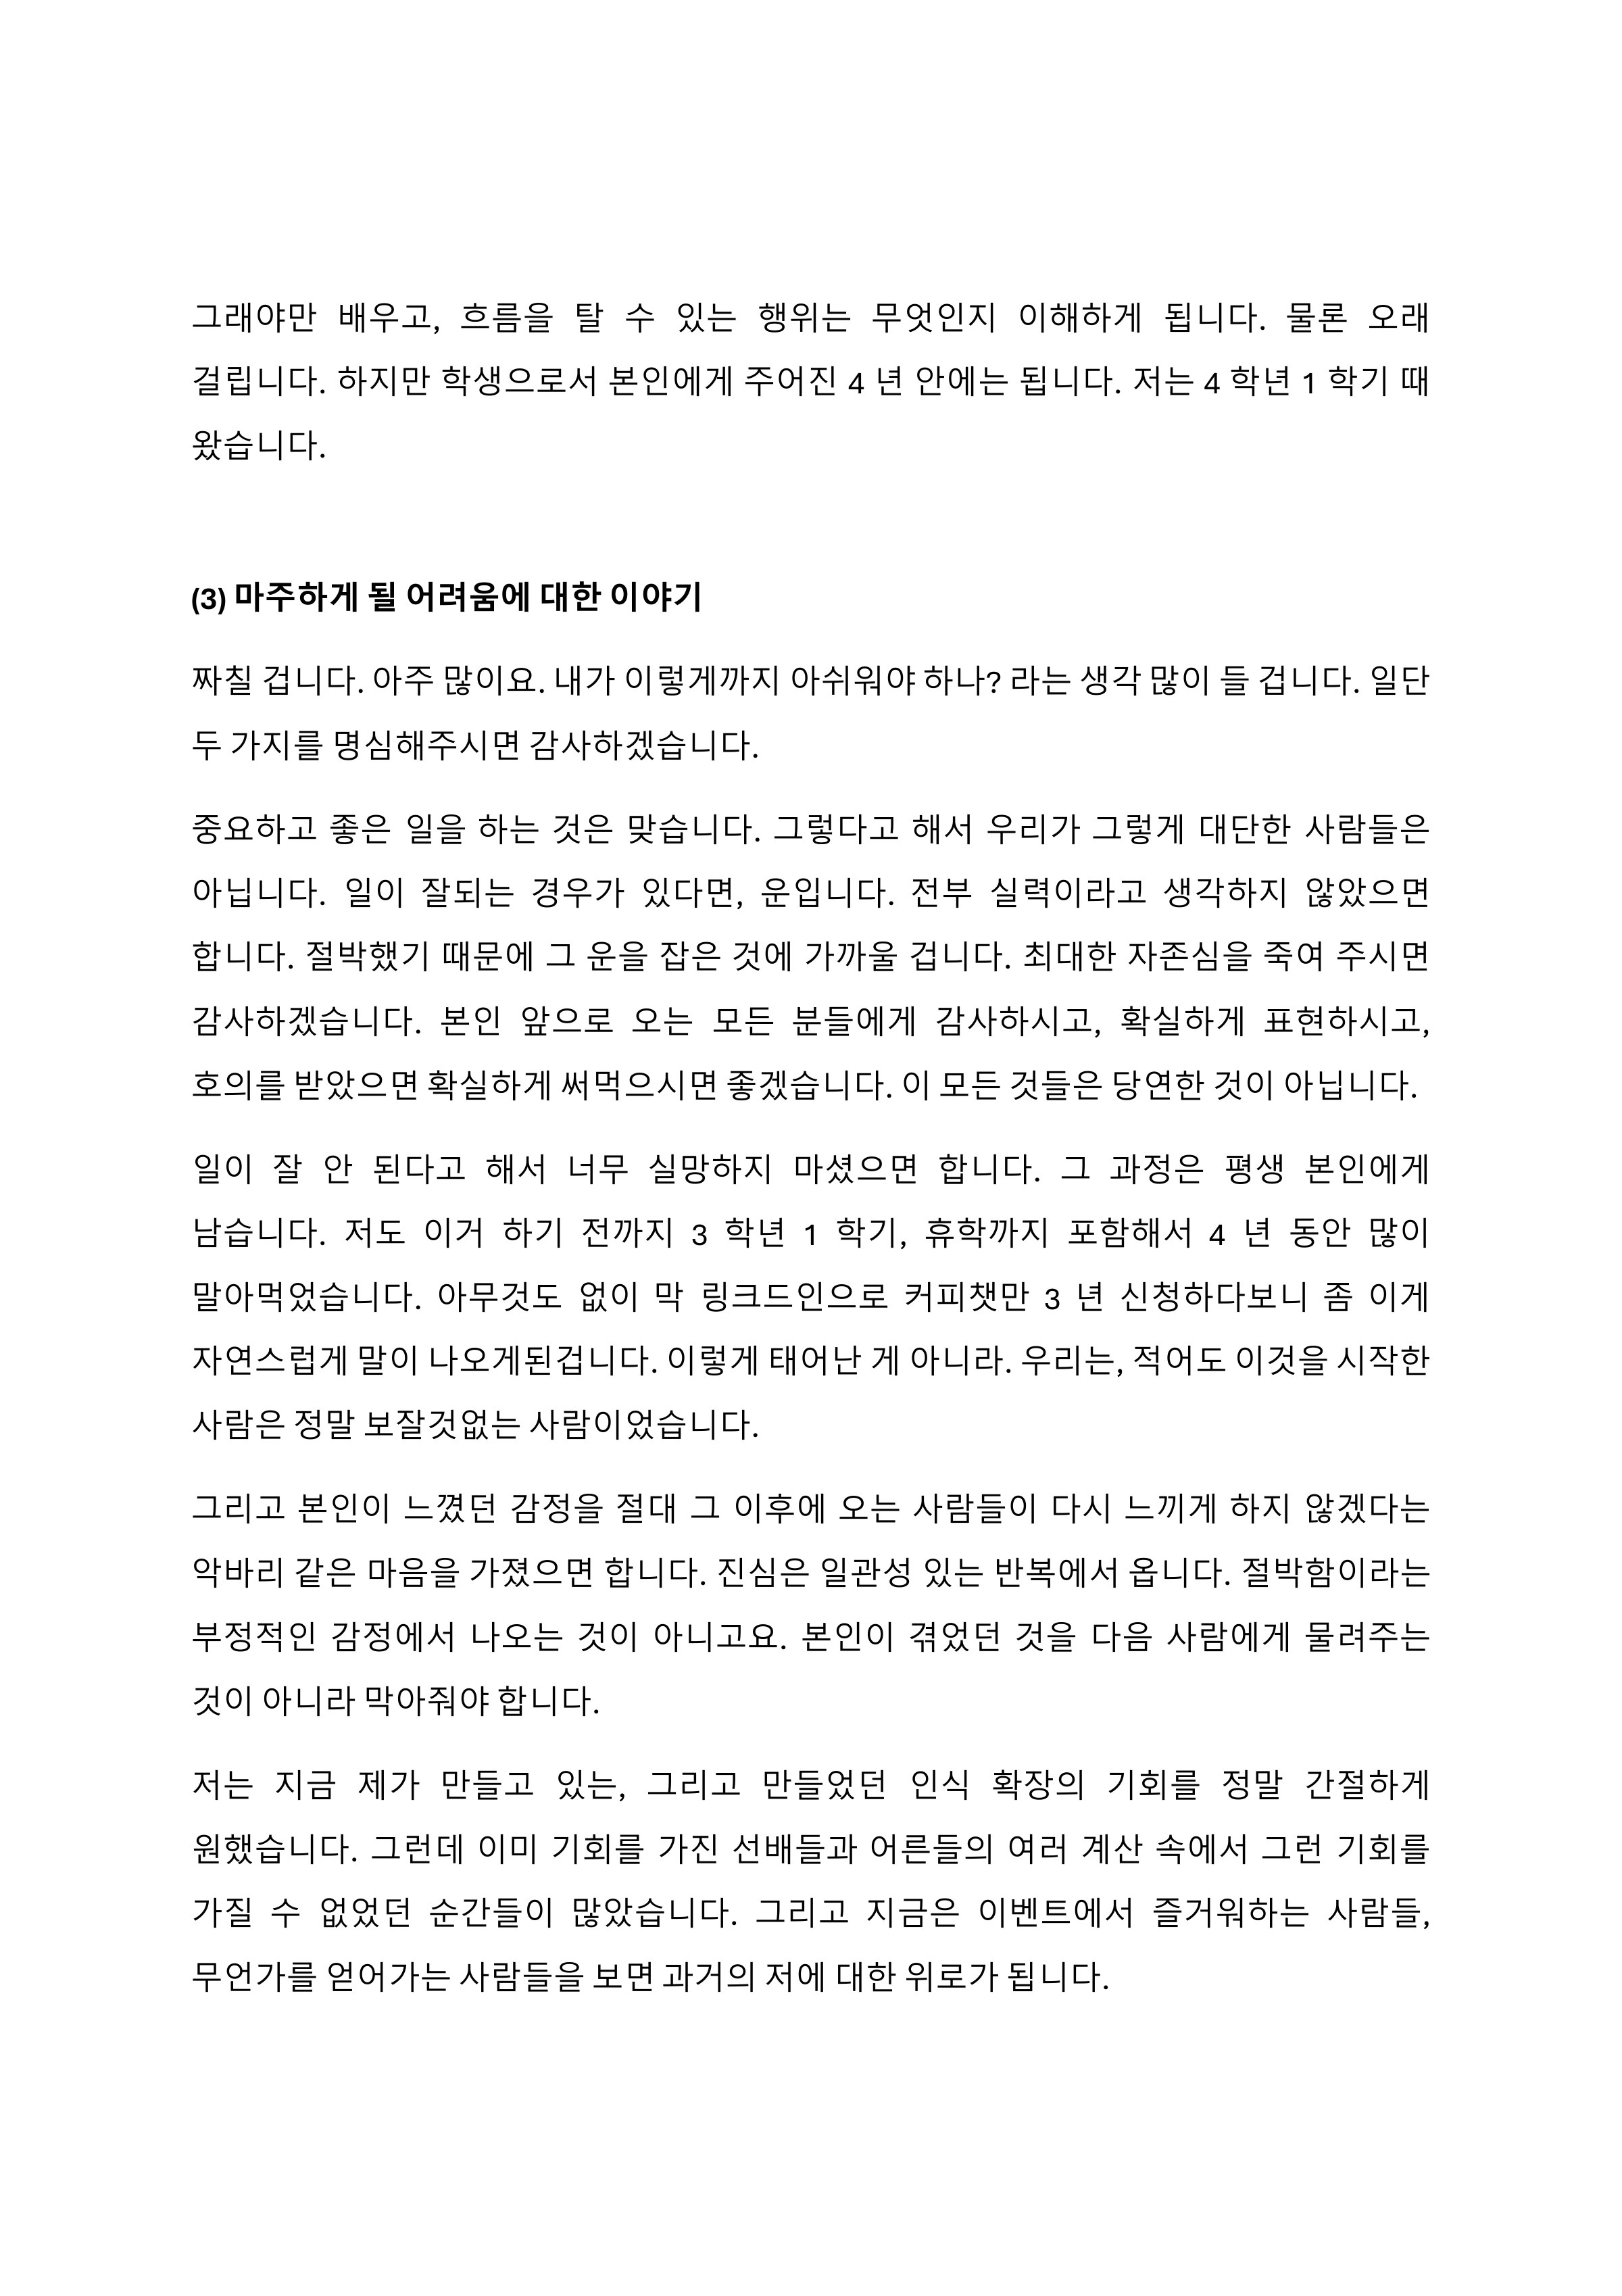 그래야만 배우고, 흐름을 탈 수 있는 행위는 무엇인지 이해하게 됩니다. 물론 오래
걸립니다. 하지만 학생으로서 본인에게 주어진 4 년 안에는 됩니다. 저는 4 학년 1 학기 때
왔습니다.
(3) 마주하게 될 어려움에 대한 이야기
짜칠 겁니다. 아주 많이요. 내가 이렇게까지 아쉬워야 하나? 라는 생각 많이 들 겁니다. 일단
두 가지를 명심해주시면 감사하겠습니다.
중요하고 좋은 일을 하는 것은 맞습니다. 그렇다고 해서 우리가 그렇게 대단한 사람들은
아닙니다. 일이 잘되는 경우가 있다면, 운입니다. 전부 실력이라고 생각하지 않았으면
합니다. 절박했기 때문에 그 운을 잡은 것에 가까울 겁니다. 최대한 자존심을 죽여 주시면
감사하겠습니다. 본인 앞으로 오는 모든 분들에게 감사하시고, 확실하게 표현하시고,
호의를 받았으면 확실하게 써먹으시면 좋겠습니다. 이 모든 것들은 당연한 것이 아닙니다.
일이 잘 안 된다고 해서 너무 실망하지 마셨으면 합니다. 그 과정은 평생 본인에게
남습니다. 저도 이거 하기 전까지 3 학년 1 학기, 휴학까지 포함해서 4 년 동안 많이
말아먹었습니다. 아무것도 없이 막 링크드인으로 커피챗만 3 년 신청하다보니 좀 이게
자연스럽게 말이 나오게된겁니다. 이렇게 태어난 게 아니라. 우리는, 적어도 이것을 시작한
사람은 정말 보잘것없는 사람이었습니다.
그리고 본인이 느꼈던 감정을 절대 그 이후에 오는 사람들이 다시 느끼게 하지 않겠다는
악바리 같은 마음을 가졌으면 합니다. 진심은 일관성 있는 반복에서 옵니다. 절박함이라는
부정적인 감정에서 나오는 것이 아니고요. 본인이 겪었던 것을 다음 사람에게 물려주는
것이 아니라 막아줘야 합니다.
저는 지금 제가 만들고 있는, 그리고 만들었던 인식 확장의 기회를 정말 간절하게
원했습니다. 그런데 이미 기회를 가진 선배들과 어른들의 여러 계산 속에서 그런 기회를
가질 수 없었던 순간들이 많았습니다. 그리고 지금은 이벤트에서 즐거워하는 사람들,
무언가를 얻어가는 사람들을 보면 과거의 저에 대한 위로가 됩니다.